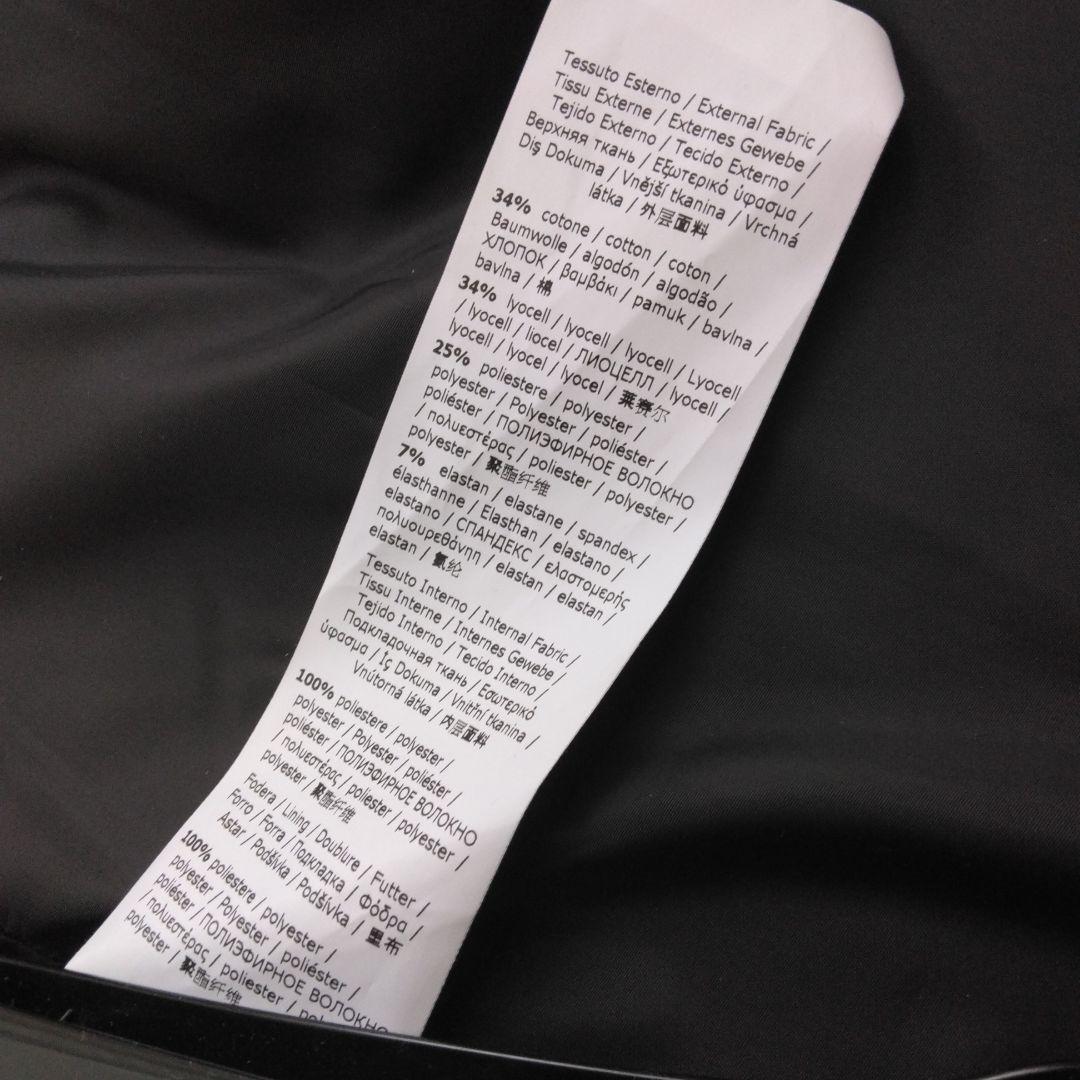 Tessuto Esterno / External Fabric /
Tissu Externe / Externes Gewebe /
Tejido Externo / Tecido Externo /
Верхняя ткань / Εξωτερικό ύφασμα /
Dış Dokuma / Vnější tkanina / Vrchná
látka / 外层面料
34% cotone / cotton / coton /
Baumwolle / algodón / algodão /
ХЛОПОК / βαμβάκι / pamuk / bavlna /
bavlna / 棉
34% lyocell / lyocell / lyocell / Lyocell
/ lyocell / liocel / ЛИОЦЕЛЛ / lyocell /
lyocell / lyocel / lyocel / 莱赛尔
25% poliestere / polyester /
polyester / Polyester / poliéster /
poliéster / ПОЛИЭФИРНОЕ ВОЛОКНО
/ πολυεστέρας / poliester / polyester /
polyester / 聚酯纤维
7% elastan / elastane / spandex /
élasthanne / Elasthan / elastano /
elastano / СПАНДЕКС / ελαστομερής
πολυουρεθάνη / elastan / elastan /
elastan / 氨纶
Tessuto Interno / Internal Fabric /
Tissu Interne / Internes Gewebe /
Tejido Interno / Tecido Interno /
Подкладочная ткань / Εσωτερικό
ύφασμα / İç Dokuma / Vnitřní tkanina /
Vnútorná látka / 内层面料
100% poliestere / polyester /
polyester / Polyester / poliéster /
poliéster / ПОЛИЭФИРНОЕ ВОЛОКНО
/ πολυεστέρας / poliester / polyester /
polyester / 聚酯纤维
Fodera / Lining / Doublure / Futter /
Forro / Forra / Подкладка / Φόδρα /
Astar / Podšívka / Podšívka / 里布
100% poliestere / polyester /
polyester / Polyester / poliéster /
poliéster / ПОЛИЭФИРНОЕ ВОЛОКНО
/ πολυεστέρας / poliester /
polyester / 聚酯纤维